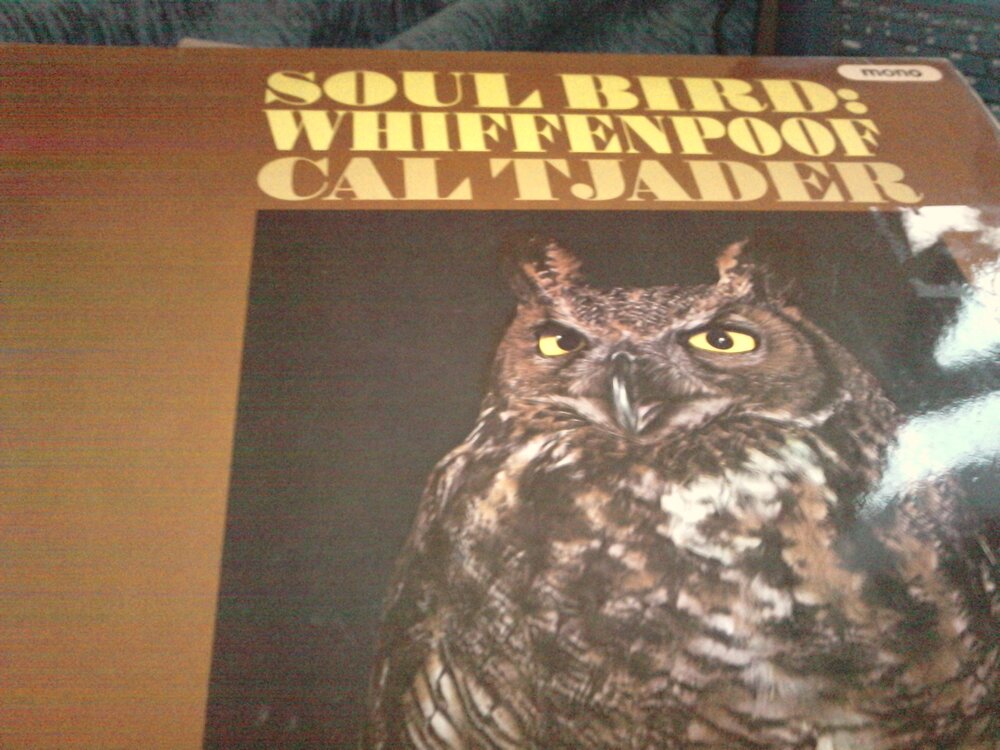 mono
SOUL BIRD:
WHIFFENPOOF
CAL TJADER